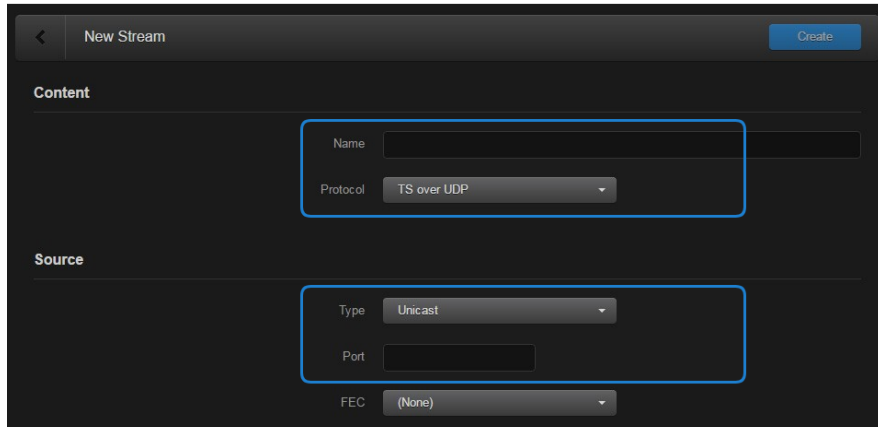 New Stream
Create
Content
Name
Protocol TS over UDP
Source
Type Unicast
Port
FEC (None)